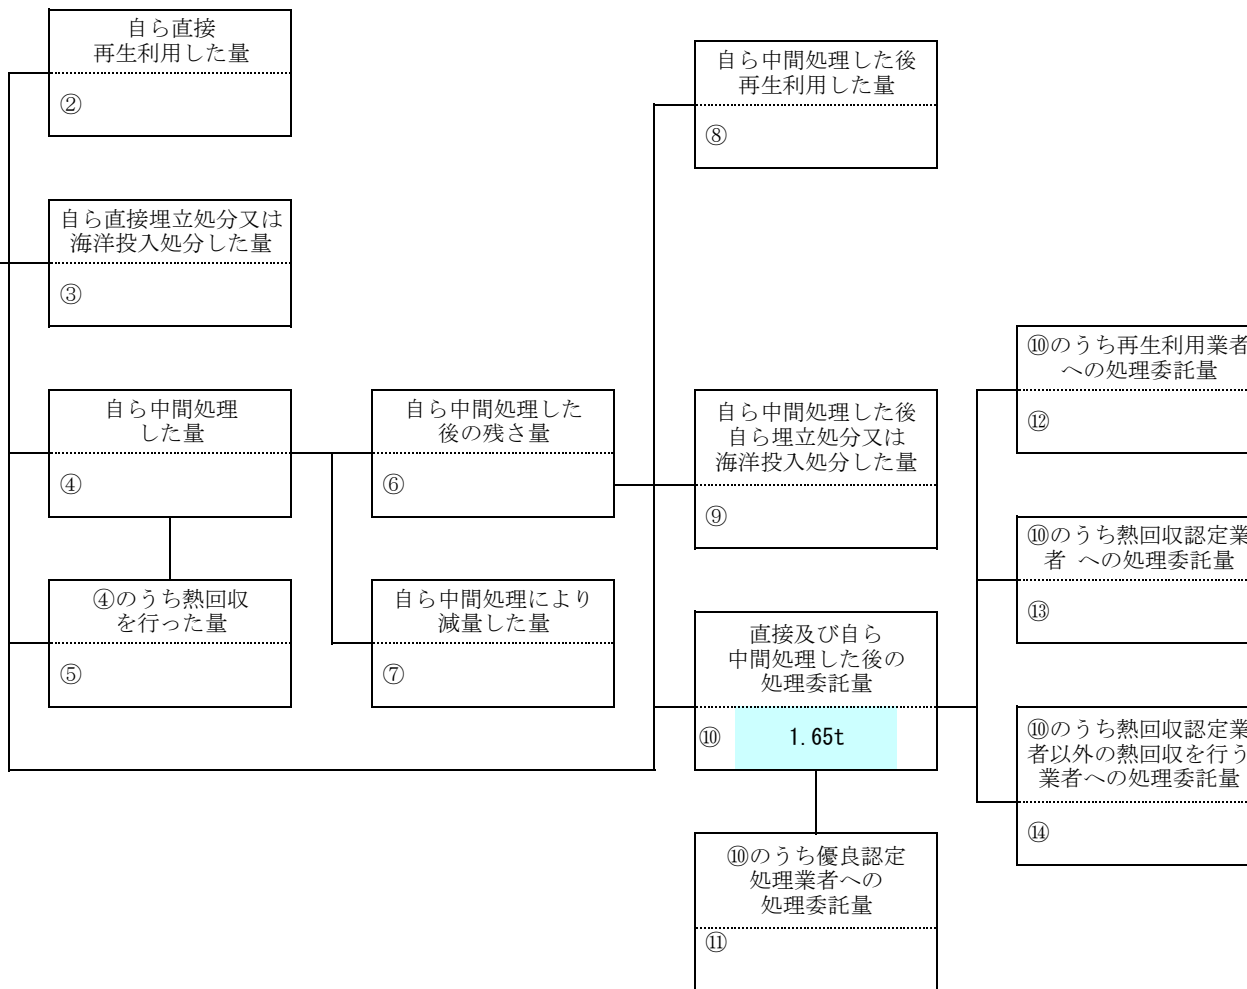 自ら直接
再生利用した量
②
自ら直接埋立処分又は
海洋投入処分した量
③
自ら中間処理
した量
④
④のうち熱回収
を行った量
⑤
自ら中間処理した
後の残さ量
⑥
自ら中間処理により
減量した量
⑦
自ら中間処理した後
再生利用した量
⑧
自ら中間処理した後
自ら埋立処分又は
海洋投入処分した量
⑨
直接及び自ら
中間処理した後の
処理委託量
⑩ 1.65t
⑩のうち優良認定
処理業者への
処理委託量
⑪
⑩のうち再生利用業者
への処理委託量
⑫
⑩のうち熱回収認定業
者 への処理委託量
⑬
⑩のうち熱回収認定業
者以外の熱回収を行う
業者への処理委託量
⑭